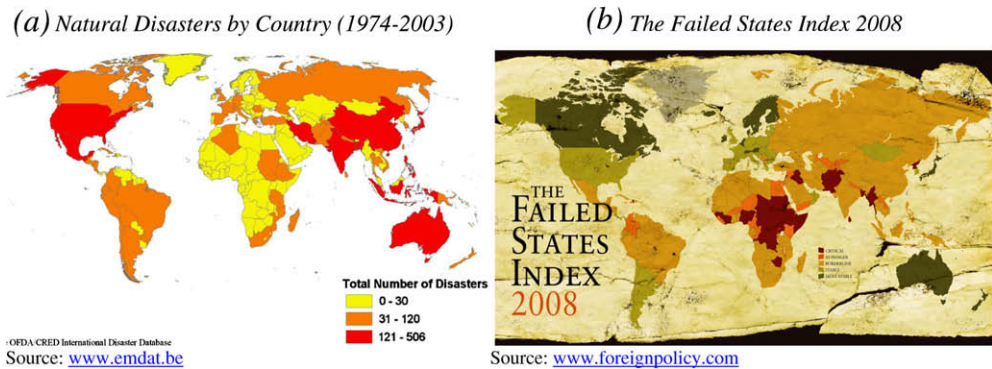 (a) Natural Disasters by Country (1974-2003)
Total Number of Disasters
0 - 30
31 - 120
121 - 506
OFDA/CRED International Disaster Database
Source: www.emdat.be
(b) The Failed States Index 2008
THE
FAILED
STATES
INDEX
2008
CRITICAL
IN DANGER
BORDERLINE
STABLE
MOST STABLE
Source: www.foreignpolicy.com